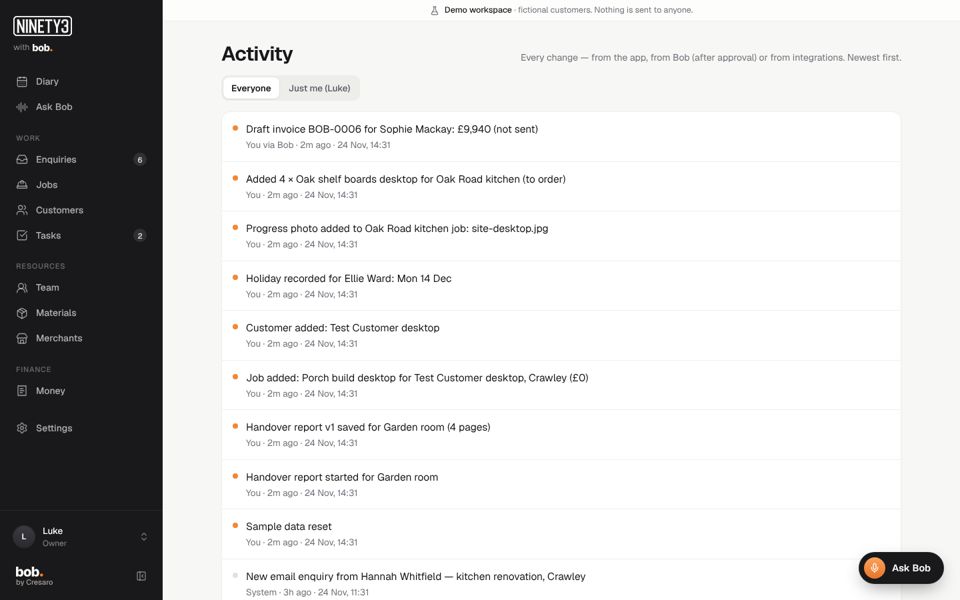 NINETY3
with bob.
Diary
Ask Bob
WORK
Enquiries 6
Jobs
Customers
Tasks 2
RESOURCES
Team
Materials
Merchants
FINANCE
Money
Settings
L
Luke
Owner
bob.
by Cresaro
Demo workspace · fictional customers. Nothing is sent to anyone.
Activity
Every change — from the app, from Bob (after approval) or from integrations. Newest first.
Everyone Just me (Luke)
Draft invoice BOB-0006 for Sophie Mackay: £9,940 (not sent)
You via Bob · 2m ago · 24 Nov, 14:31
Added 4 × Oak shelf boards desktop for Oak Road kitchen (to order)
You · 2m ago · 24 Nov, 14:31
Progress photo added to Oak Road kitchen job: site-desktop.jpg
You · 2m ago · 24 Nov, 14:31
Holiday recorded for Ellie Ward: Mon 14 Dec
You · 2m ago · 24 Nov, 14:31
Customer added: Test Customer desktop
You · 2m ago · 24 Nov, 14:31
Job added: Porch build desktop for Test Customer desktop, Crawley (£0)
You · 2m ago · 24 Nov, 14:31
Handover report v1 saved for Garden room (4 pages)
You · 2m ago · 24 Nov, 14:31
Handover report started for Garden room
You · 2m ago · 24 Nov, 14:31
Sample data reset
You · 2m ago · 24 Nov, 14:31
New email enquiry from Hannah Whitfield — kitchen renovation, Crawley
System · 3h ago · 24 Nov, 11:31
Ask Bob